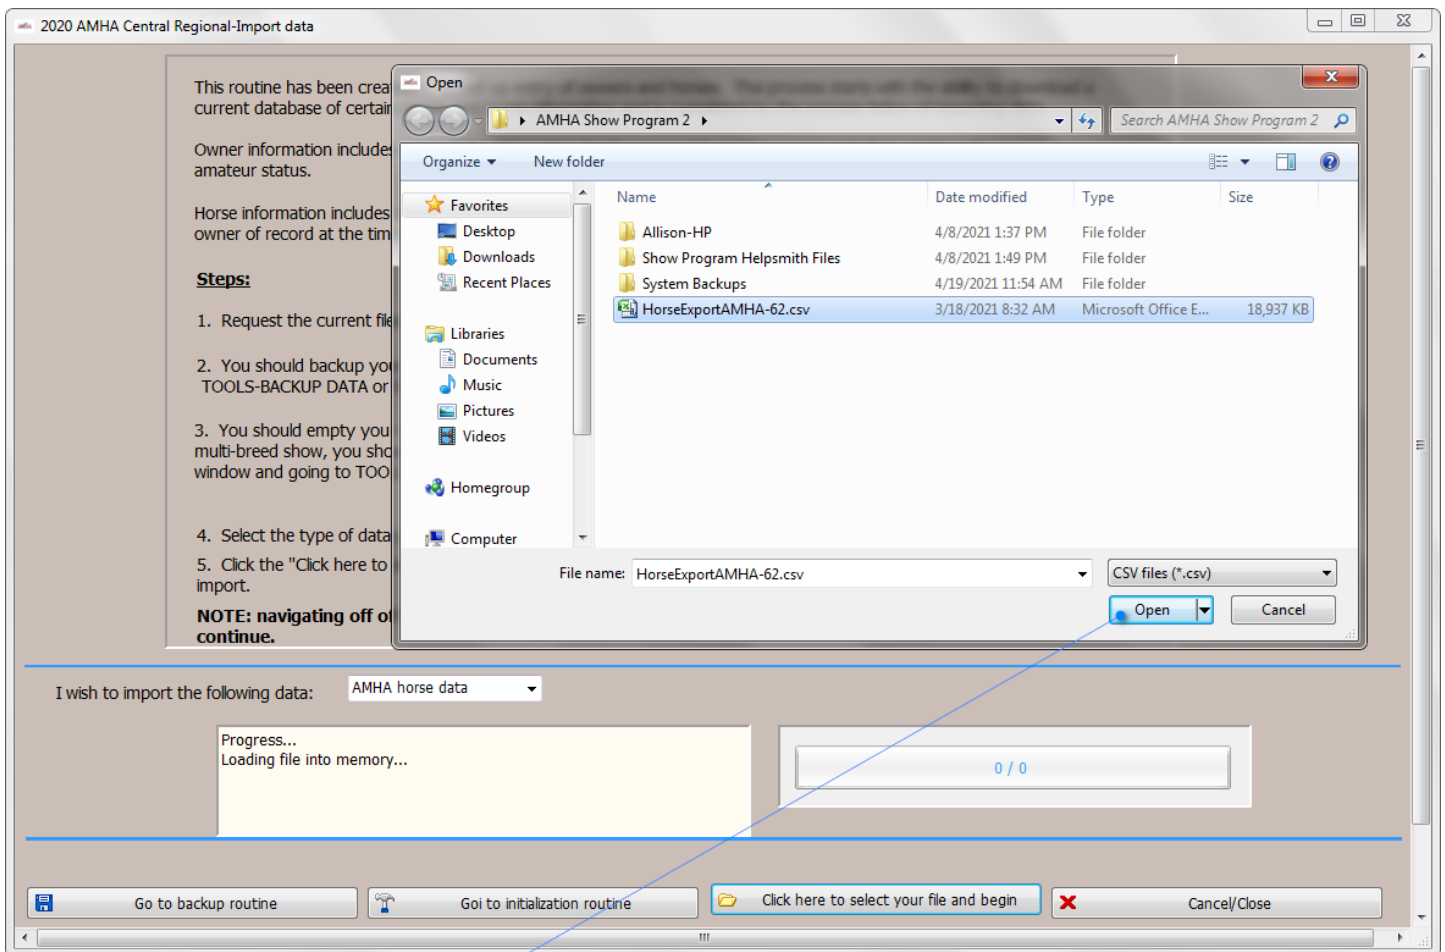 2020 AMHA Central Regional-Import data
This routine has been crea
current database of certain
Owner information includes
amateur status.
Horse information includes
owner of record at the tim
Steps:
1. Request the current file
2. You should backup you
TOOLS-BACKUP DATA or
3. You should empty you
multi-breed show, you sho
window and going to TOO
4. Select the type of data
5. Click the "Click here to
import.
NOTE: navigating off of
continue.
Open
AMHA Show Program 2
Search AMHA Show Program 2
Organize
New folder
Favorites
Desktop
Downloads
Recent Places
Libraries
Documents
Music
Pictures
Videos
Homegroup
Computer
Name Date modified Type Size
Allison-HP 4/8/2021 1:37 PM File folder
Show Program Helpsmith Files 4/8/2021 1:49 PM File folder
System Backups 4/19/2021 11:54 AM File folder
HorseExportAMHA-62.csv 3/18/2021 8:32 AM Microsoft Office E... 18,937 KB
File name: HorseExportAMHA-62.csv CSV files (*.csv)
Open Cancel
I wish to import the following data: AMHA horse data
Progress...
Loading file into memory...
0 / 0
Go to backup routine Goi to initialization routine Click here to select your file and begin Cancel/Close